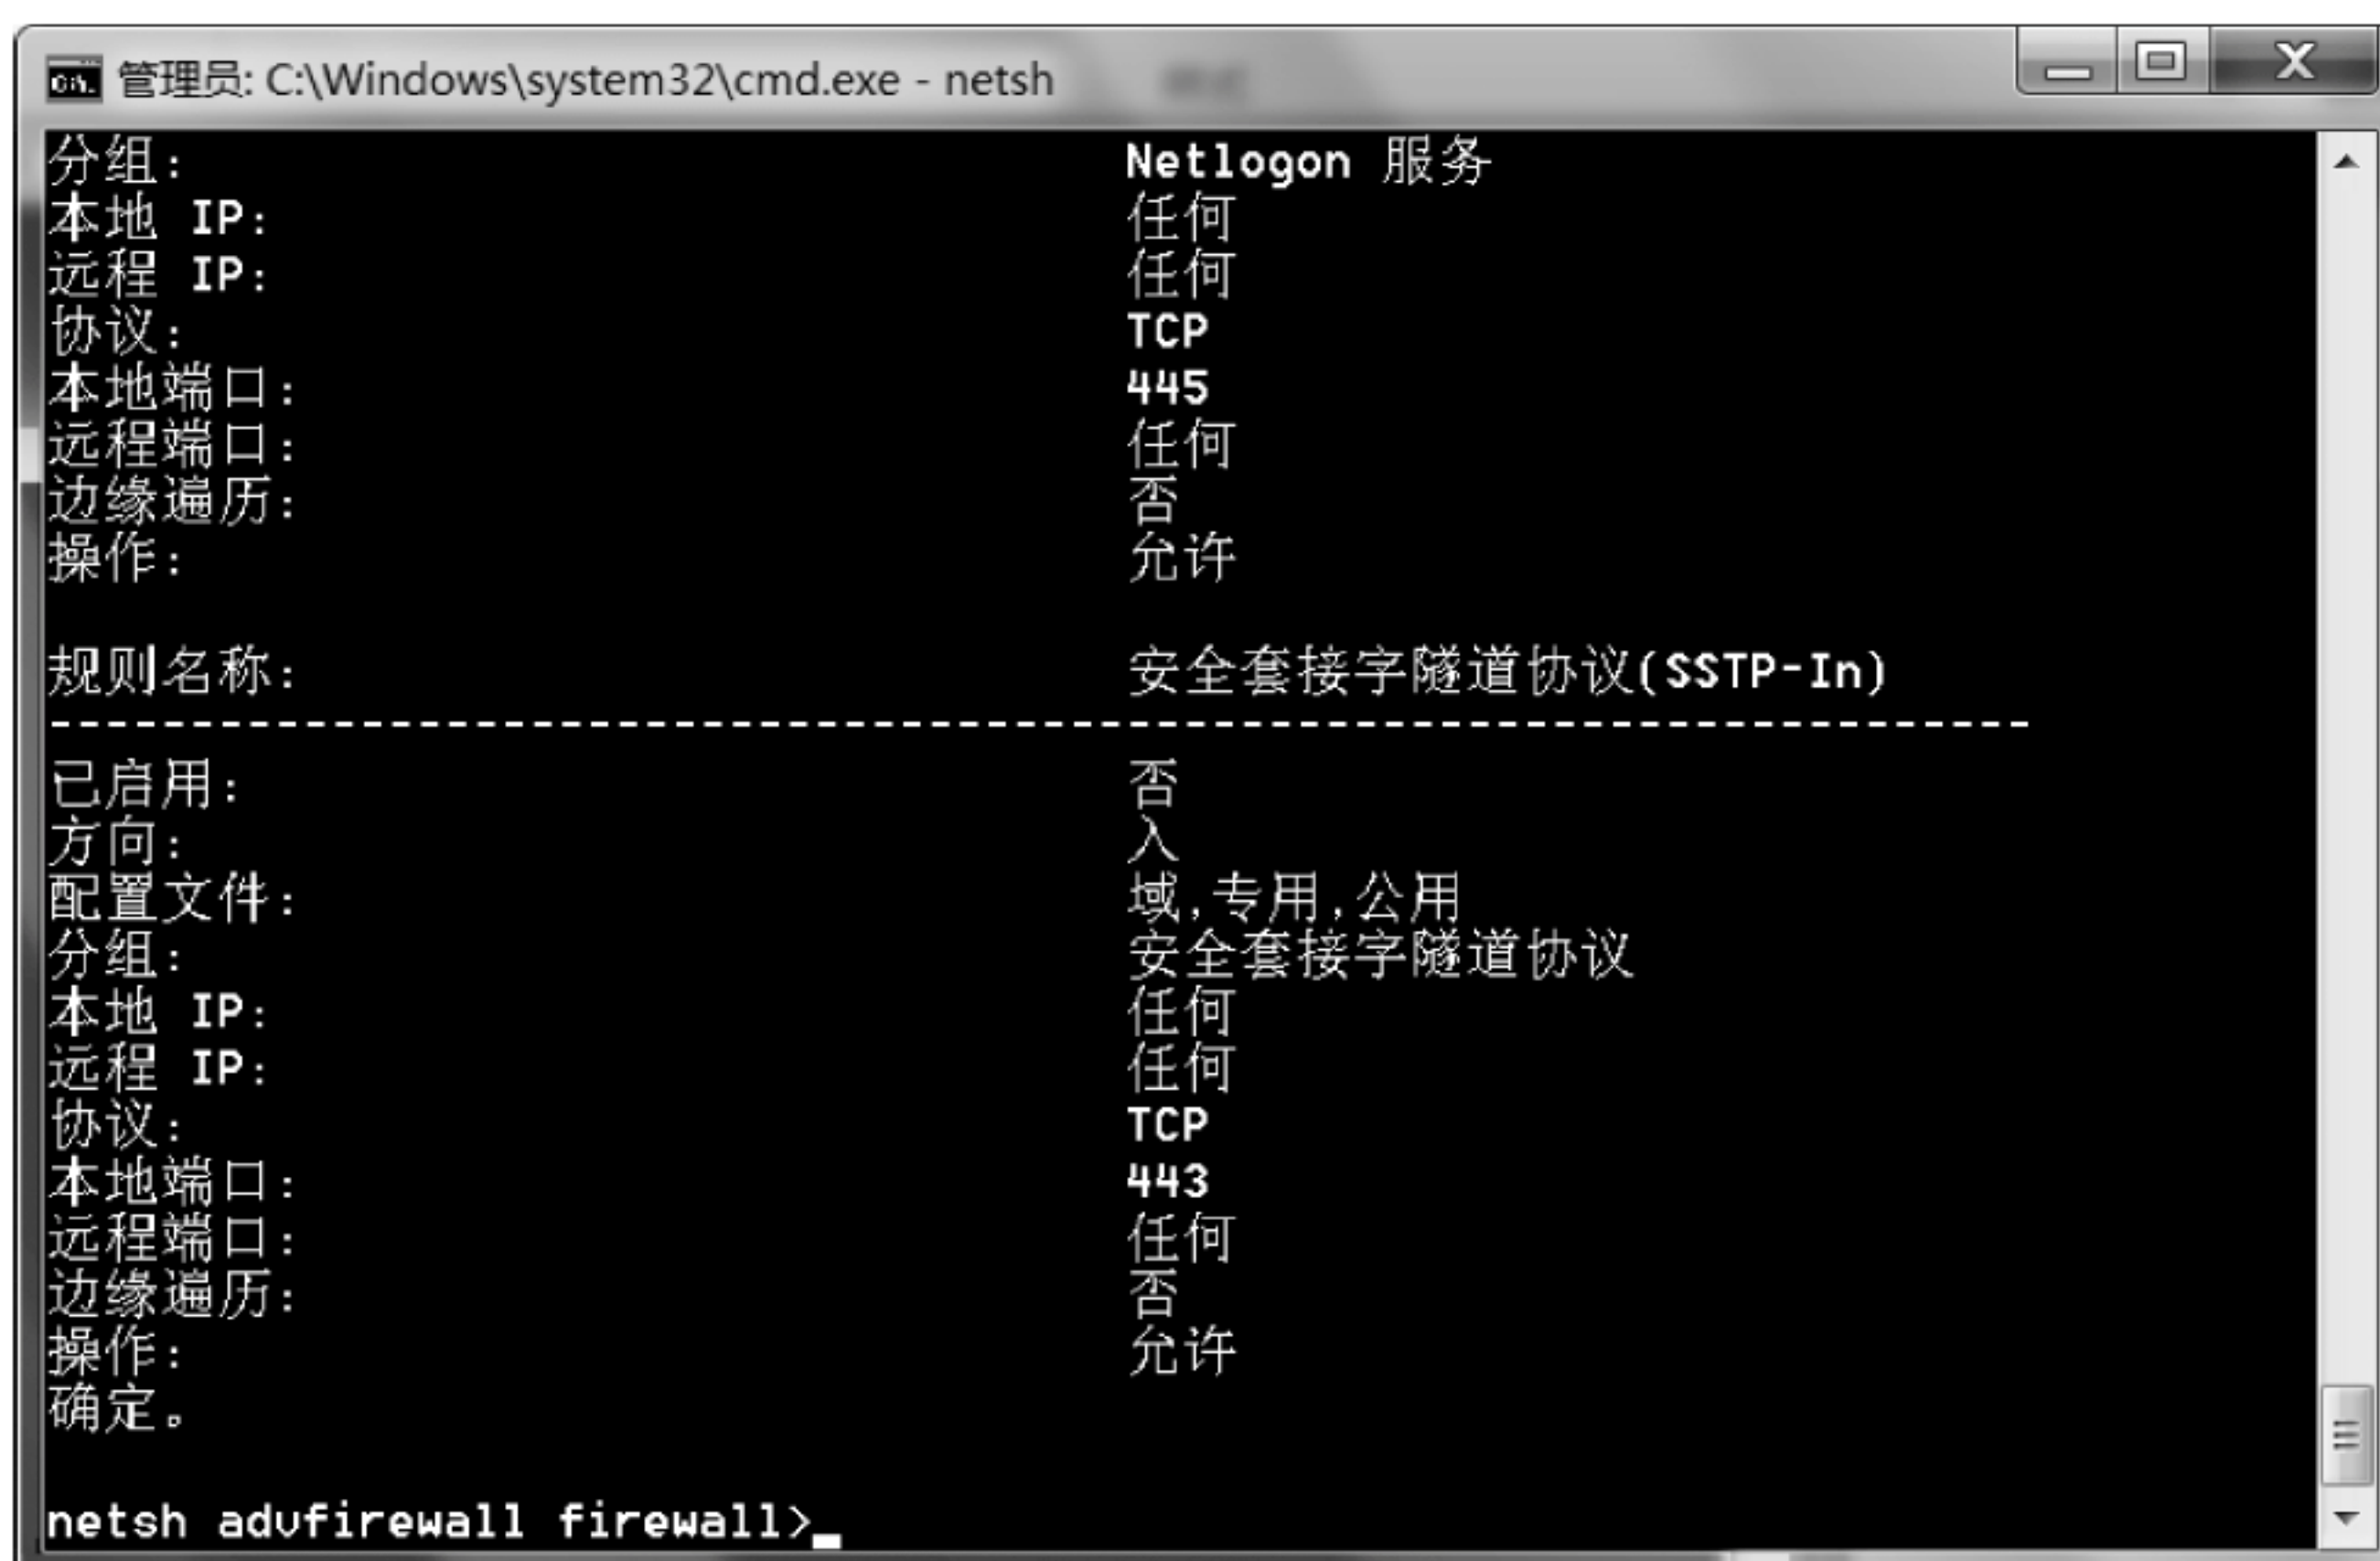 管理员: C:\Windows\system32\cmd.exe - netsh
分组: Netlogon 服务
本地 IP: 任何
远程 IP: 任何
协议: TCP
本地端口: 445
远程端口: 任何
边缘遍历: 否
操作: 允许
规则名称: 安全套接字隧道协议(SSTP-In)
----------------------------------------------------------------------
已启用: 否
方向: 入
配置文件: 域,专用,公用
分组: 安全套接字隧道协议
本地 IP: 任何
远程 IP: 任何
协议: TCP
本地端口: 443
远程端口: 任何
边缘遍历: 否
操作: 允许
确定。
netsh advfirewall firewall>_